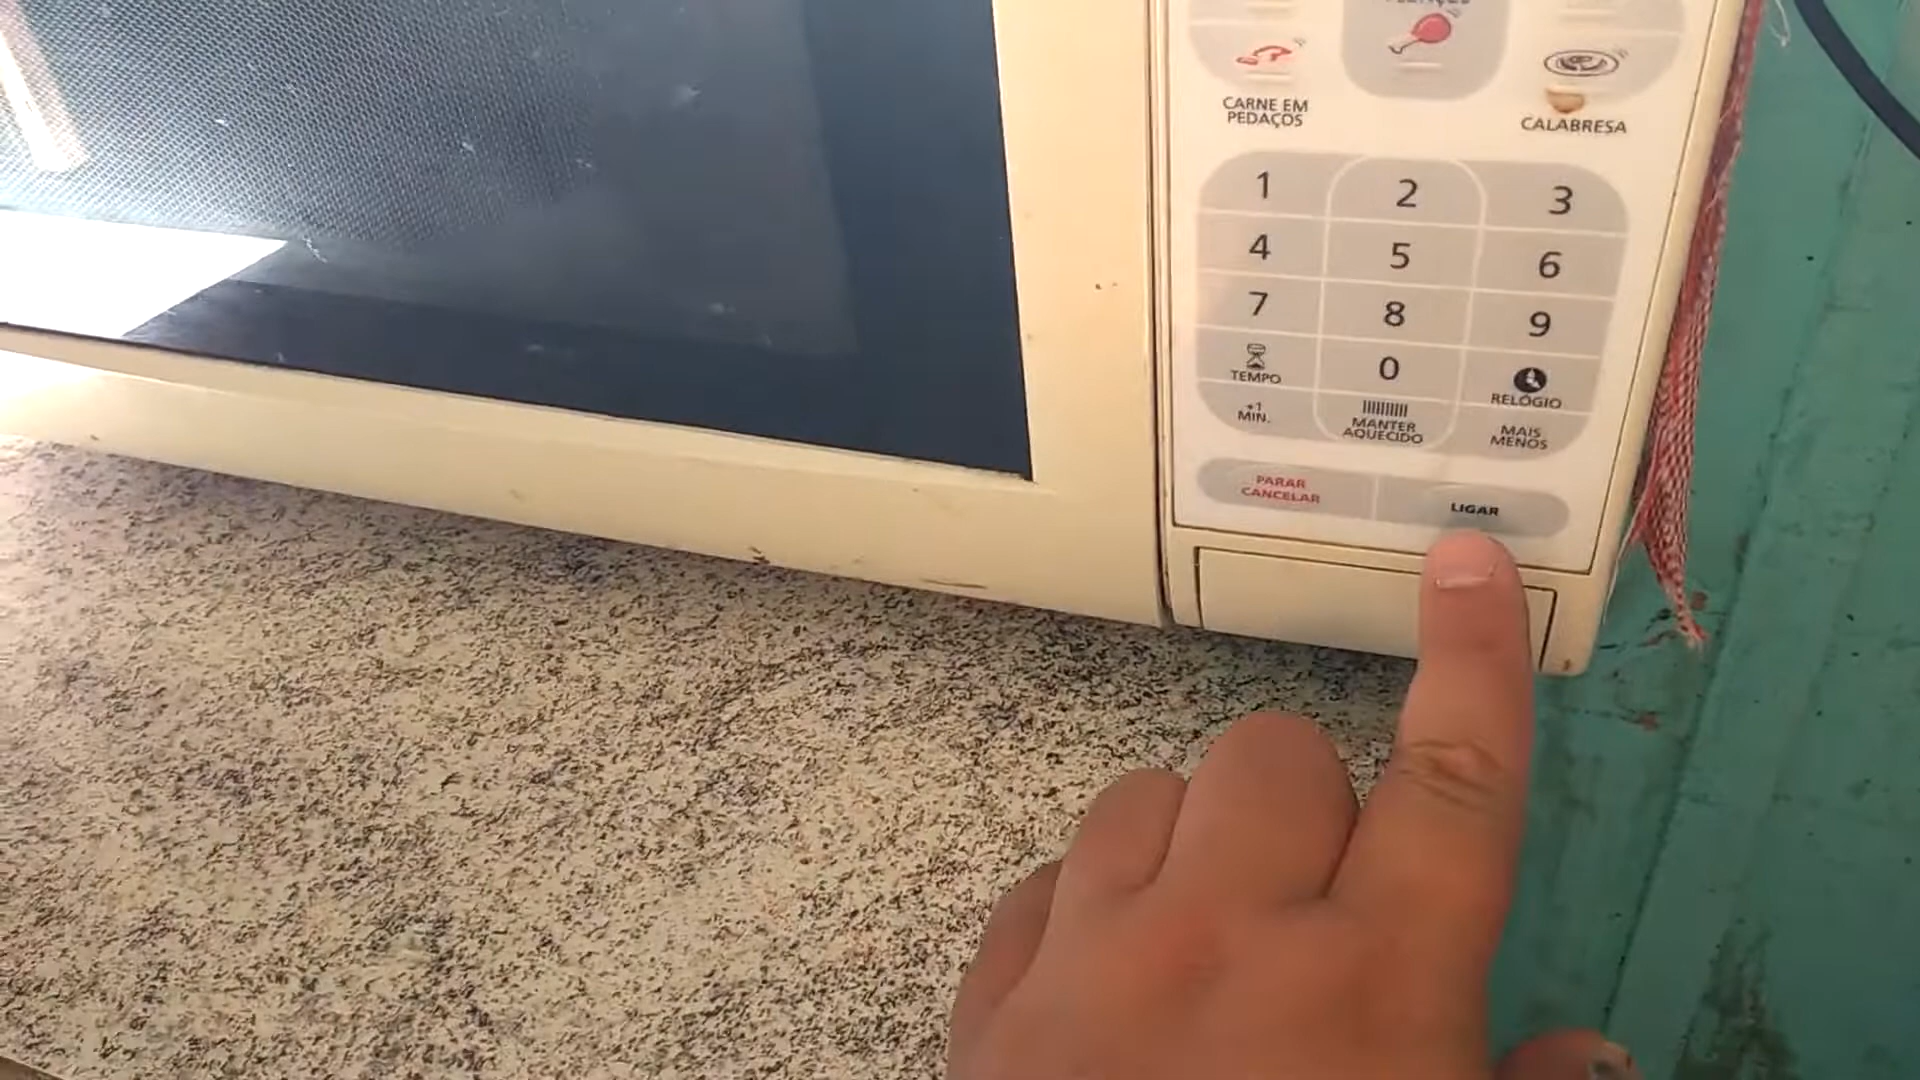 CARNE EM
PEDAÇOS
CALABRESA
1 2 3
4 5 6
7 8 9
TEMPO
0
RELÓGIO
+1
MIN.
MANTER
AQUECIDO
MAIS
MENOS
PARAR
CANCELAR
LIGAR